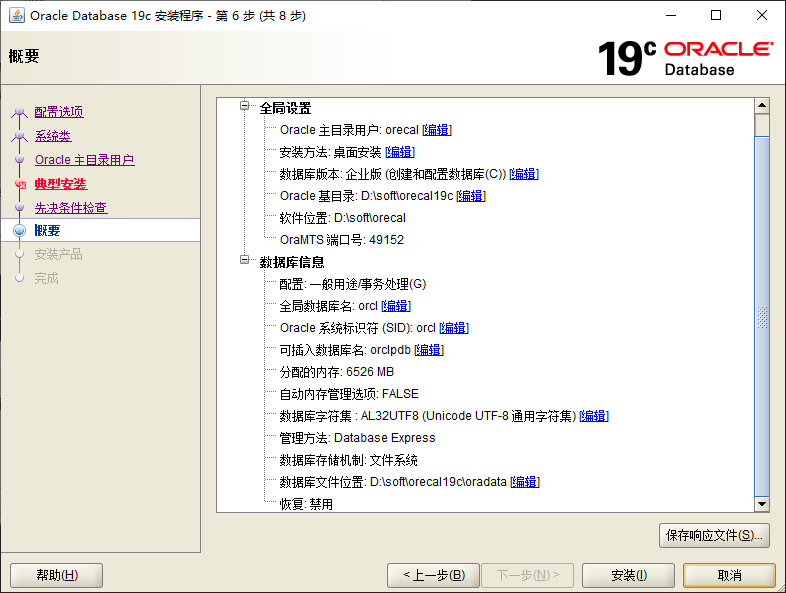 Oracle Database 19c 安装程序 - 第 6 步 (共 8 步)
概要
19c ORACLE
Database
配置选项
系统类
Oracle 主目录用户
典型安装
先决条件检查
概要
安装产品
完成
全局设置
Oracle 主目录用户: orecal [编辑]
安装方法: 桌面安装 [编辑]
数据库版本: 企业版 (创建和配置数据库(C)) [编辑]
Oracle 基目录: D:\soft\orecal19c [编辑]
软件位置: D:\soft\orecal
OraMTS 端口号: 49152
数据库信息
配置: 一般用途/事务处理(G)
全局数据库名: orcl [编辑]
Oracle 系统标识符 (SID): orcl [编辑]
可插入数据库名: orclpdb [编辑]
分配的内存: 6526 MB
自动内存管理选项: FALSE
数据库字符集 : AL32UTF8 (Unicode UTF-8 通用字符集) [编辑]
管理方法: Database Express
数据库存储机制: 文件系统
数据库文件位置: D:\soft\orecal19c\oradata [编辑]
恢复: 禁用
保存响应文件(S)...
帮助(H)
< 上一步(B)
下一步(N) >
安装(I)
取消